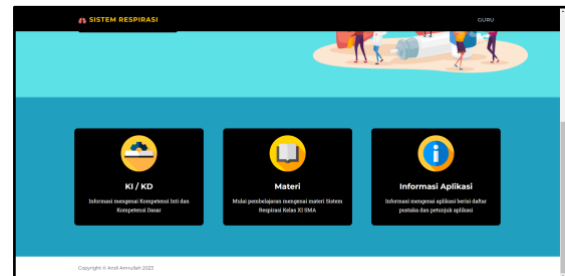 SISTEM RESPIRASI
GURU
KI / KD
Informasi mengenai Kompetensi Inti dan
Kompetensi Dasar
Materi
Mulai pembelajaran mengenai materi Sistem
Respirasi Kelas XI SMA
Informasi Aplikasi
Informasi mengenai aplikasi berisi daftar
pustaka dan petunjuk aplikasi
Copyright © Andi Amrullah 2023